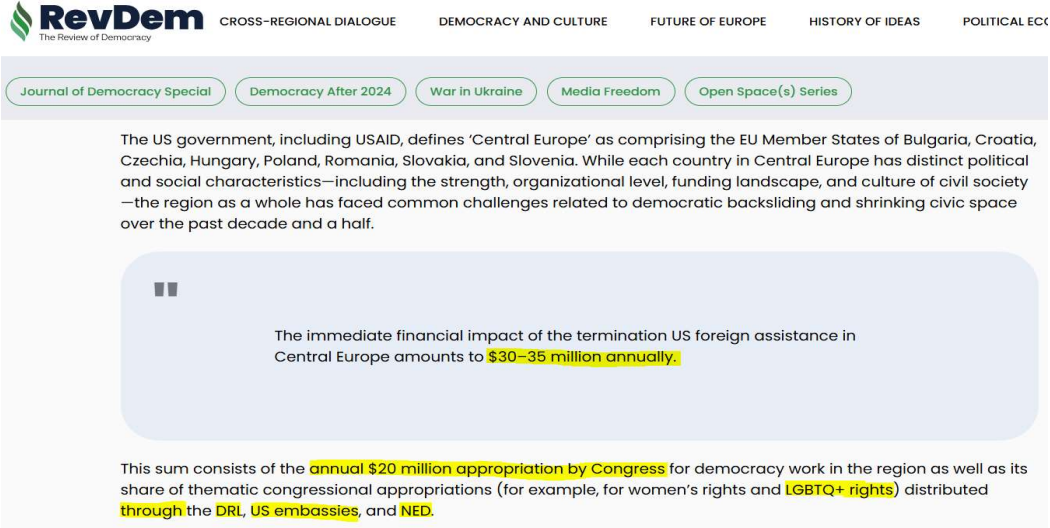 RevDem
The Review of Democracy
CROSS-REGIONAL DIALOGUE DEMOCRACY AND CULTURE FUTURE OF EUROPE HISTORY OF IDEAS POLITICAL ECO
Journal of Democracy Special Democracy After 2024 War in Ukraine Media Freedom Open Space(s) Series
The US government, including USAID, defines ‘Central Europe’ as comprising the EU Member States of Bulgaria, Croatia,
Czechia, Hungary, Poland, Romania, Slovakia, and Slovenia. While each country in Central Europe has distinct political
and social characteristics—including the strength, organizational level, funding landscape, and culture of civil society
—the region as a whole has faced common challenges related to democratic backsliding and shrinking civic space
over the past decade and a half.
"
The immediate financial impact of the termination US foreign assistance in
Central Europe amounts to $30–35 million annually.
This sum consists of the annual $20 million appropriation by Congress for democracy work in the region as well as its
share of thematic congressional appropriations (for example, for women’s rights and LGBTQ+ rights) distributed
through the DRL, US embassies, and NED.